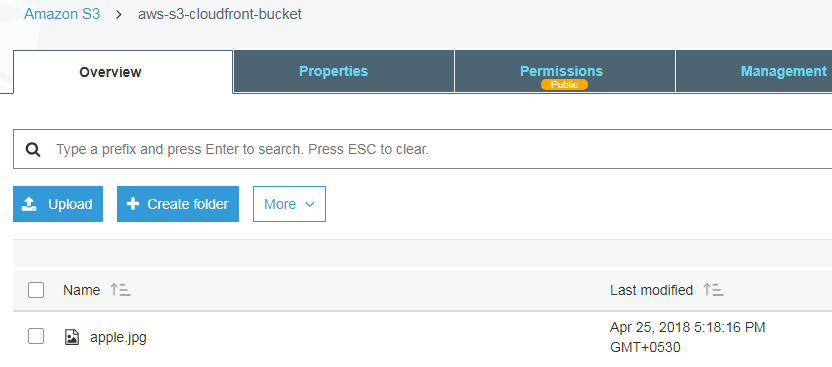 Amazon S3 > aws-s3-cloudfront-bucket
Overview Properties Permissions Management
Public
Type a prefix and press Enter to search. Press ESC to clear.
Upload Create folder More
Name Last modified
apple.jpg Apr 25, 2018 5:18:16 PM
GMT+0530